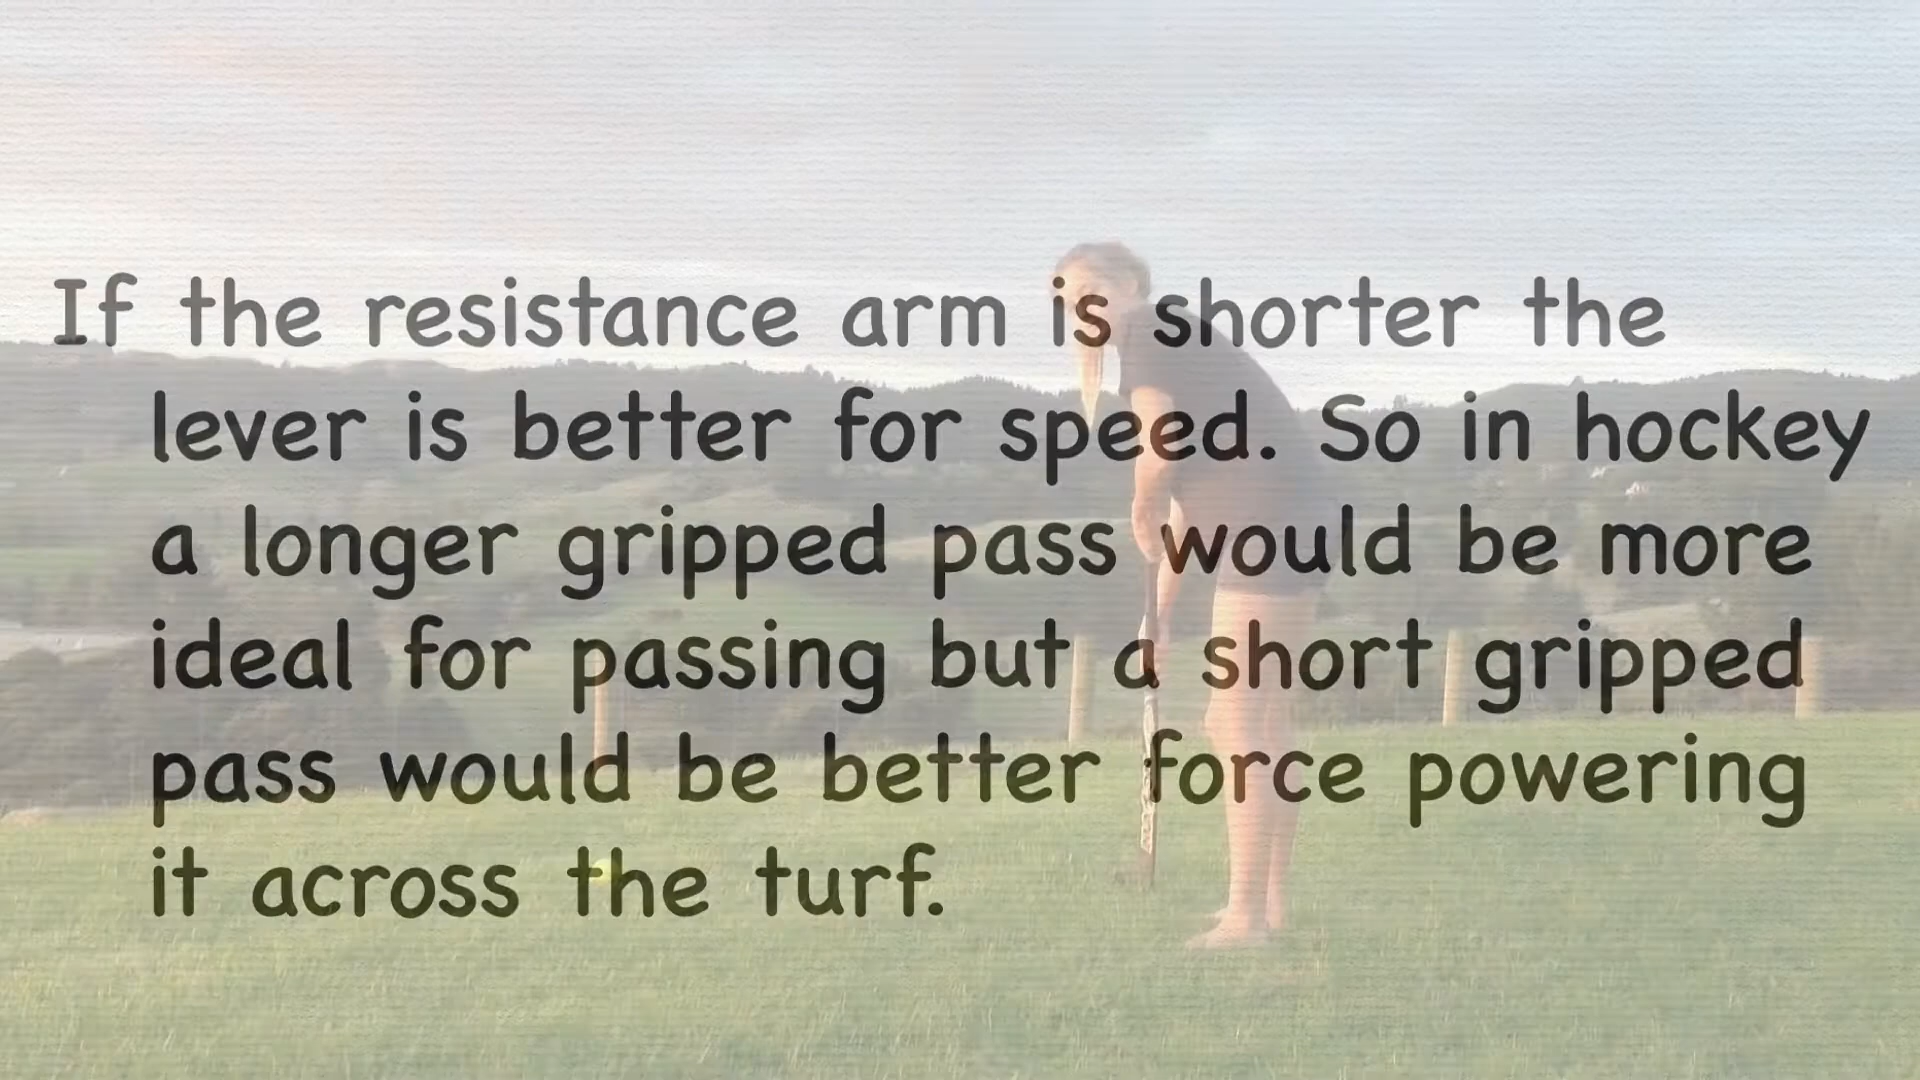 If the resistance arm is shorter the
lever is better for speed. So in hockey
a longer gripped pass would be more
ideal for passing but a short gripped
pass would be better force powering
it across the turf.